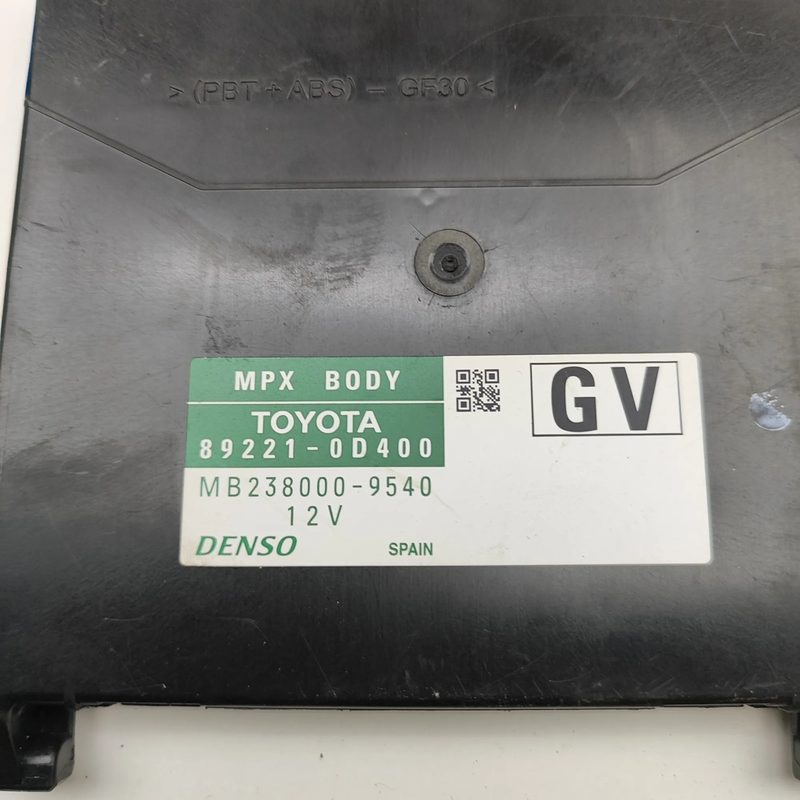 > (PBT + ABS) - GF30 <
MPX BODY
GV
TOYOTA
89221-0D400
MB238000-9540
12V
DENSO SPAIN